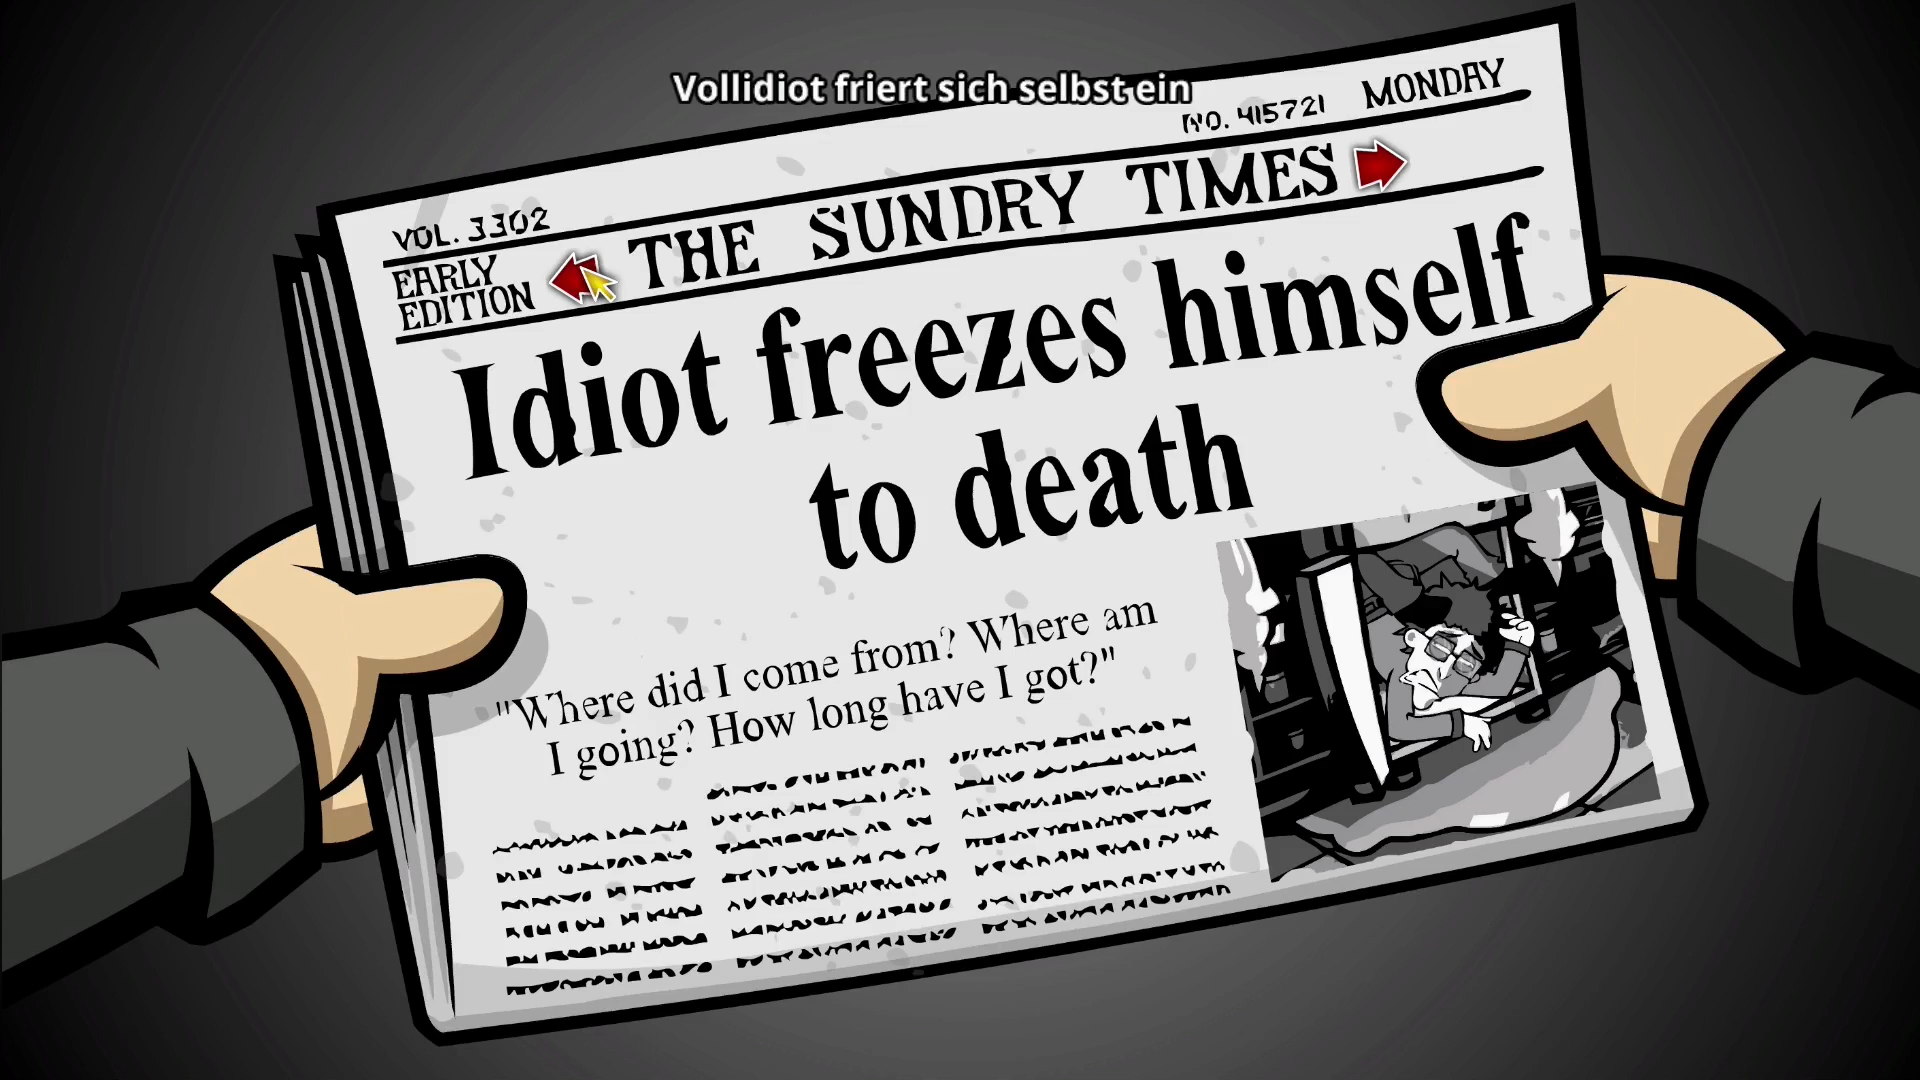 Vollidiot friert sich selbst ein
NO. 415721 MONDAY
VOL. 3302
EARLY
EDITION
THE SUNDRY TIMES
Idiot freezes himself
to death
"Where did I come from? Where am
I going? How long have I got?"